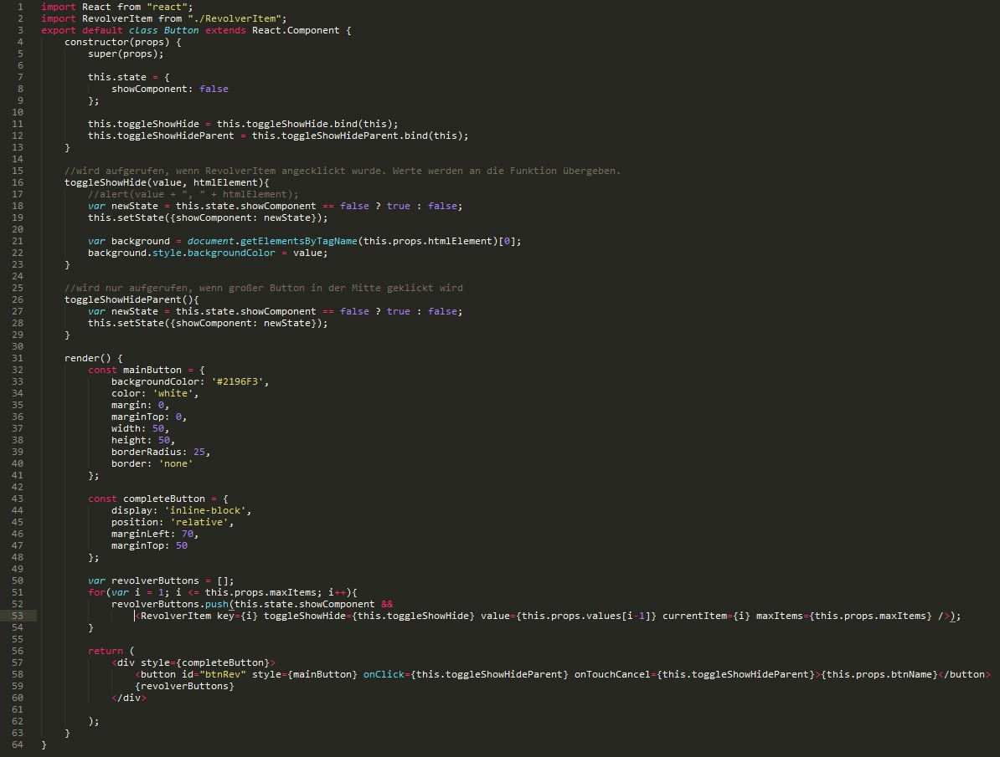 1 import React from "react";
2 import RevolverItem from "./RevolverItem";
3 export default class Button extends React.Component {
4     constructor(props) {
5         super(props);
6
7         this.state = {
8             showComponent: false
9         };
10
11         this.toggleShowHide = this.toggleShowHide.bind(this);
12         this.toggleShowHideParent = this.toggleShowHideParent.bind(this);
13     }
14
15     //wird aufgerufen, wenn RevolverItem angecklickt wurde. Werte werden an die Funktion übergeben.
16     toggleShowHide(value, htmlElement){
17         //alert(value + ", " + htmlElement);
18         var newState = this.state.showComponent == false ? true : false;
19         this.setState({showComponent: newState});
20
21         var background = document.getElementsByTagName(this.props.htmlElement)[0];
22         background.style.backgroundColor = value;
23     }
24
25     //wird nur aufgerufen, wenn großer Button in der Mitte geklickt wird
26     toggleShowHideParent(){
27         var newState = this.state.showComponent == false ? true : false;
28         this.setState({showComponent: newState});
29     }
30
31     render() {
32         const mainButton = {
33             backgroundColor: '#2196F3',
34             color: 'white',
35             margin: 0,
36             marginTop: 0,
37             width: 50,
38             height: 50,
39             borderRadius: 25,
40             border: 'none'
41         };
42
43         const completeButton = {
44             display: 'inline-block',
45             position: 'relative',
46             marginLeft: 70,
47             marginTop: 50
48         };
49
50         var revolverButtons = [];
51         for(var i = 1; i <= this.props.maxItems; i++){
52             revolverButtons.push(this.state.showComponent &&
53                 <RevolverItem key={i} toggleShowHide={this.toggleShowHide} value={this.props.values[i-1]} currentItem={i} maxItems={this.props.maxItems} />);
54         }
55
56         return (
57             <div style={completeButton}>
58                 <button id="btnRev" style={mainButton} onClick={this.toggleShowHideParent} onTouchCancel={this.toggleShowHideParent}>{this.props.btnName}</button>
59                 {revolverButtons}
60             </div>
61
62         );
63     }
64 }